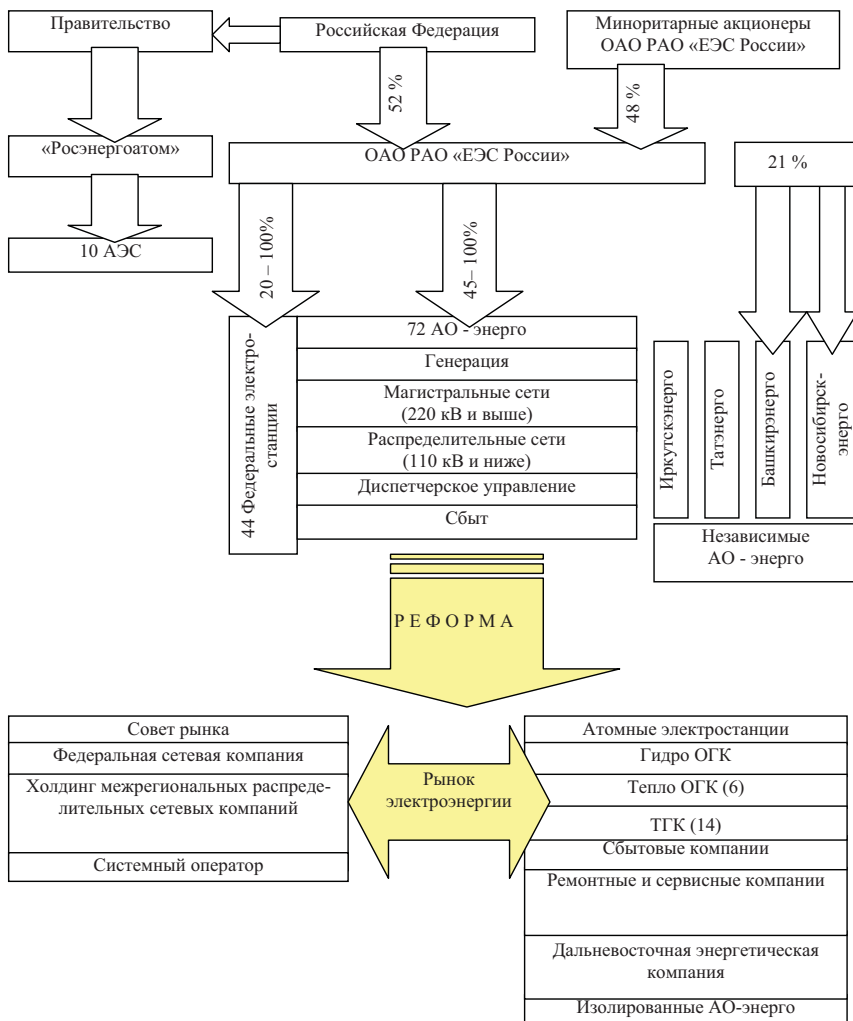 Правительство
Российская Федерация
Миноритарные акционеры
ОАО РАО «ЕЭС России»
52 %
48 %
«Росэнергоатом»
ОАО РАО «ЕЭС России»
21 %
10 АЭС
20 – 100%
45– 100%
44 Федеральные электро-
станции
72 АО - энерго
Генерация
Магистральные сети
(220 кВ и выше)
Распределительные сети
(110 кВ и ниже)
Диспетчерское управление
Сбыт
Иркутскэнерго
Татэнерго
Башкирэнерго
Новосибирск-
энерго
Независимые
АО - энерго
Р Е Ф О Р М А
Совет рынка
Федеральная сетевая компания
Холдинг межрегиональных распреде-
лительных сетевых компаний
Системный оператор
Рынок
электроэнергии
Атомные электростанции
Гидро ОГК
Тепло ОГК (6)
ТГК (14)
Сбытовые компании
Ремонтные и сервисные компании
Дальневосточная энергетическая
компания
Изолированные АО-энерго